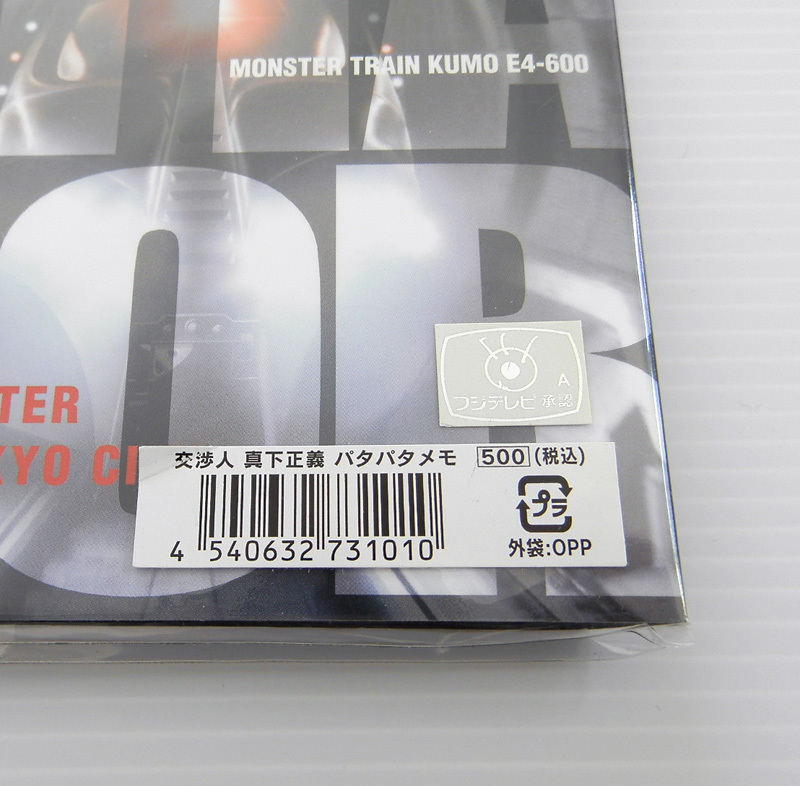 MONSTER TRAIN KUMO E4-600
OR
A
フジテレビ 承認
TER
KYO CI
交渉人 真下正義 パタパタメモ 500 (税込)
4 540632 731010
プラ
外袋:OPP